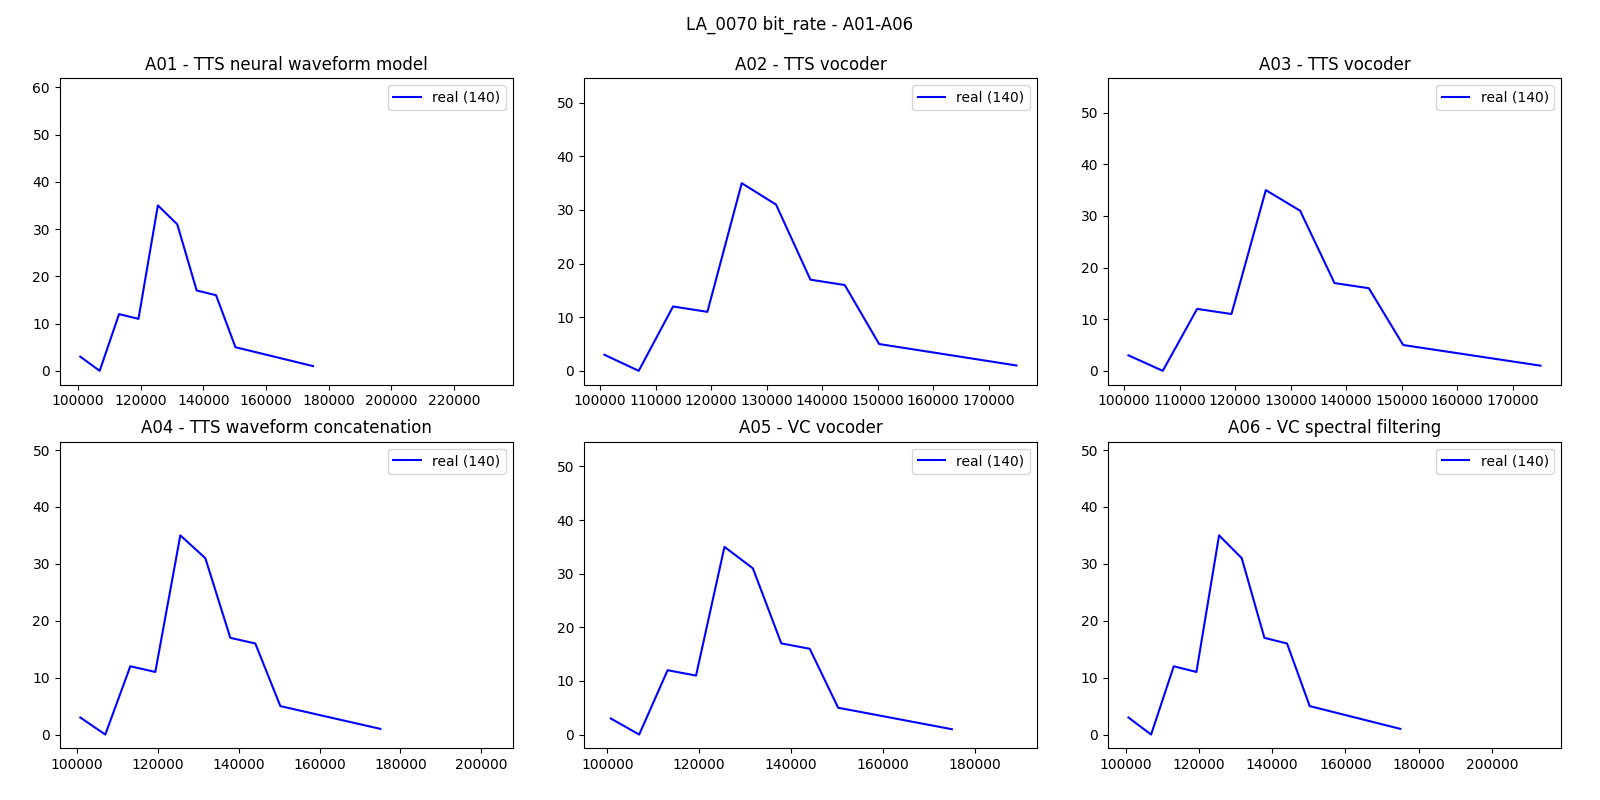 LA_0070 bit_rate - A01-A06
A01 - TTS neural waveform model
60
50
40
30
20
10
0
real (140)
100000 120000 140000 160000 180000 200000 220000
A02 - TTS vocoder
50
40
30
20
10
0
real (140)
100000 110000 120000 130000 140000 150000 160000 170000
A03 - TTS vocoder
50
40
30
20
10
0
real (140)
100000 110000 120000 130000 140000 150000 160000 170000
A04 - TTS waveform concatenation
50
40
30
20
10
0
real (140)
100000 120000 140000 160000 180000 200000
A05 - VC vocoder
50
40
30
20
10
0
real (140)
100000 120000 140000 160000 180000
A06 - VC spectral filtering
50
40
30
20
10
0
real (140)
100000 120000 140000 160000 180000 200000